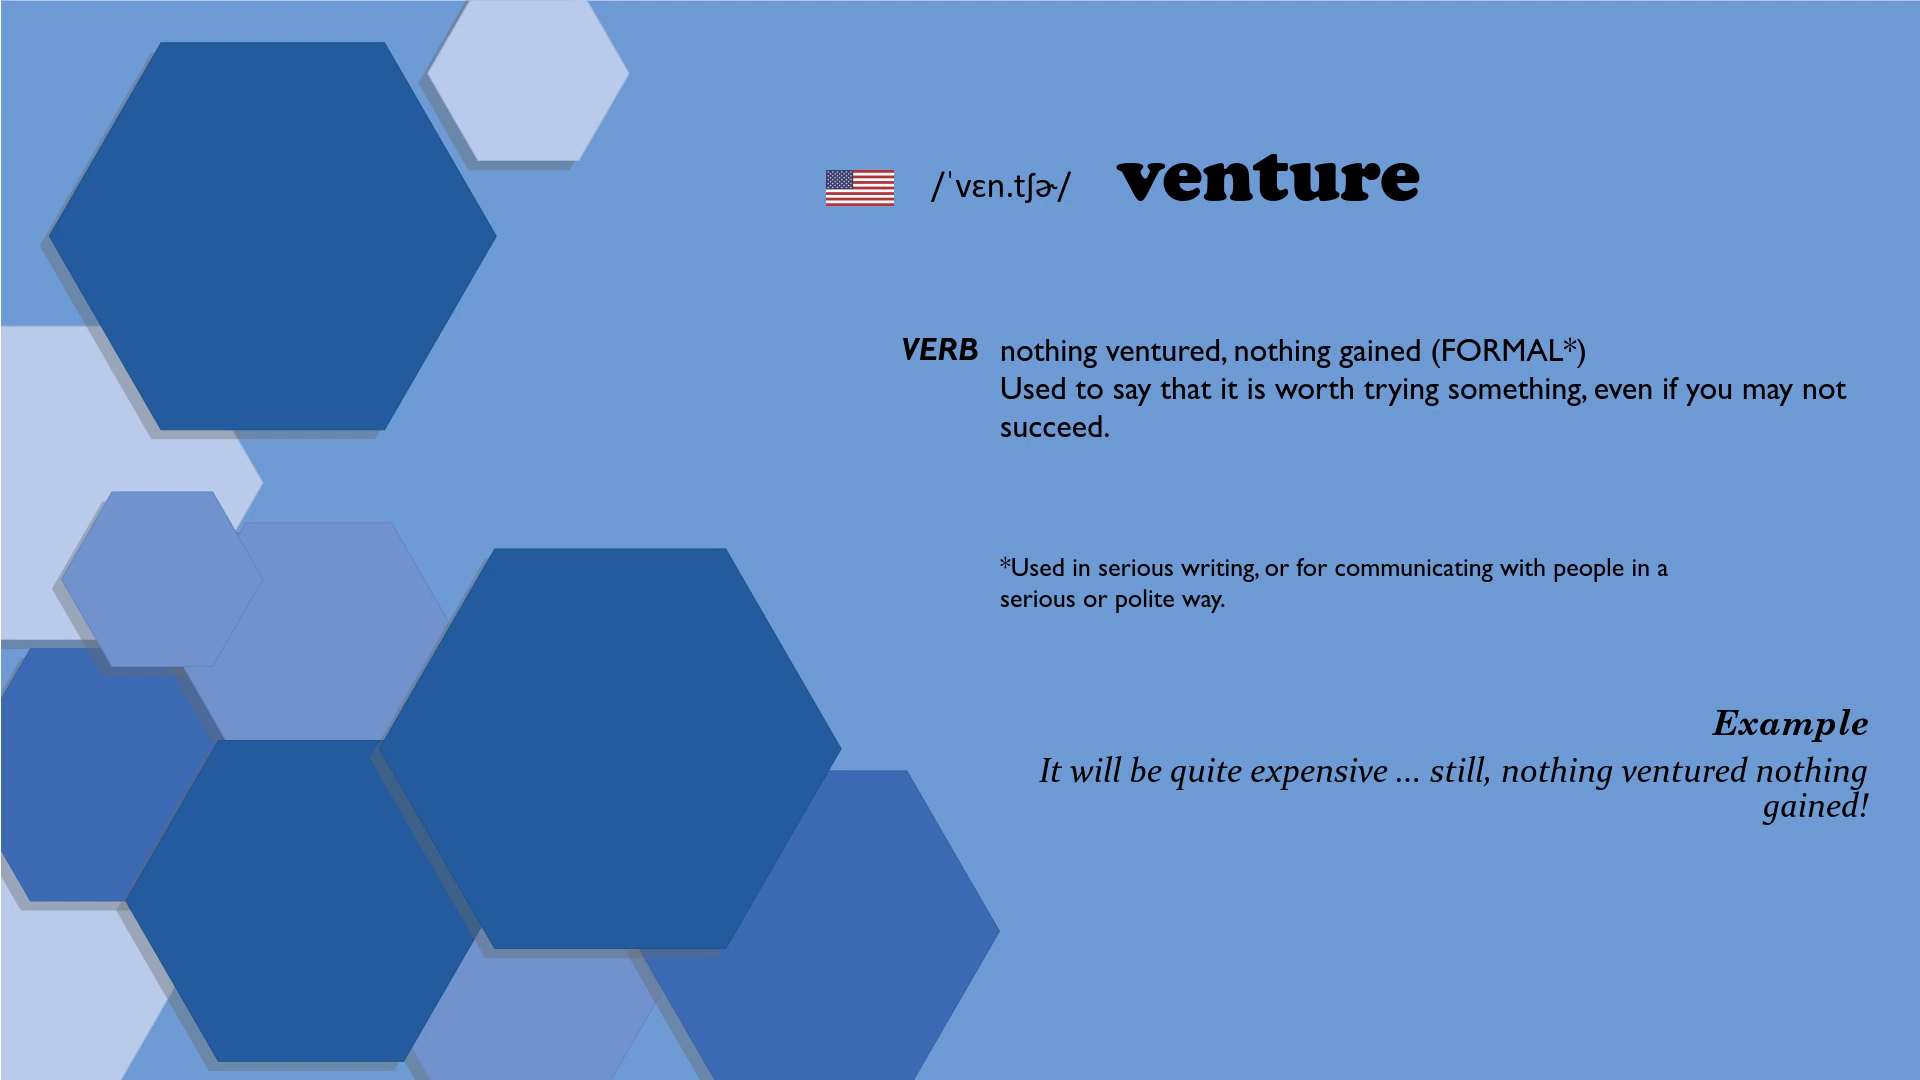 /ˈvɛn.tʃɚ/ venture
VERB nothing ventured, nothing gained (FORMAL*)
Used to say that it is worth trying something, even if you may not
succeed.
*Used in serious writing, or for communicating with people in a
serious or polite way.
Example
It will be quite expensive ... still, nothing ventured nothing
gained!